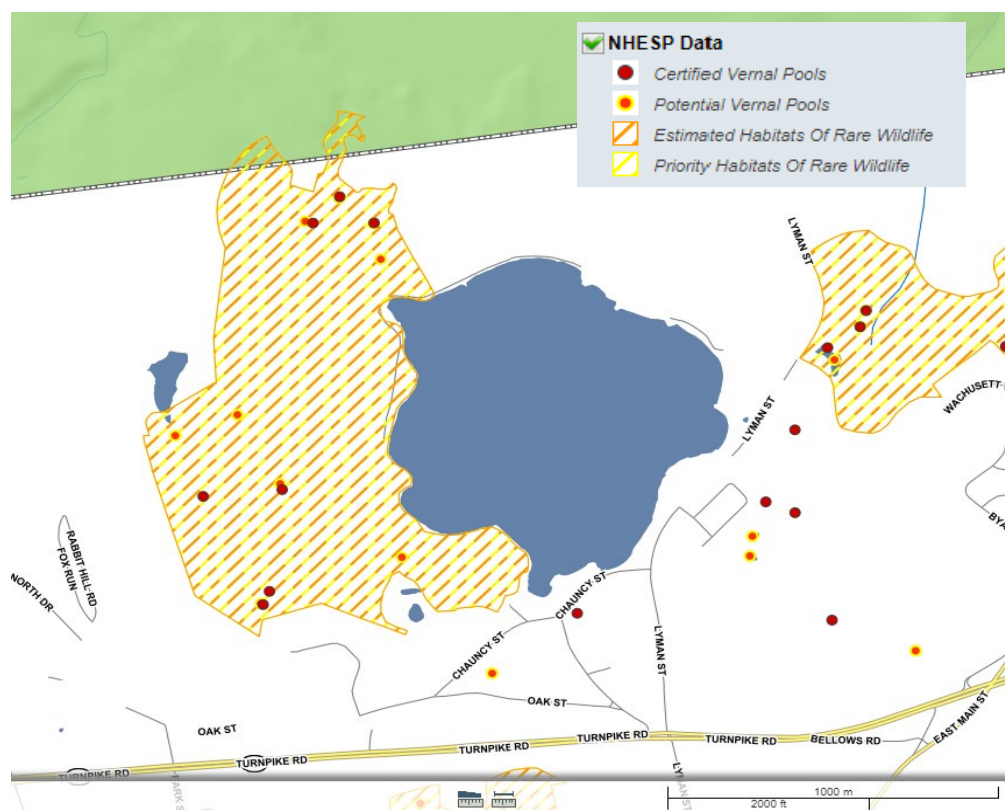 NHESP Data
Certified Vernal Pools
Potential Vernal Pools
Estimated Habitats Of Rare Wildlife
Priority Habitats Of Rare Wildlife
LYMAN ST
WACHUSETT
LYMAN ST
RABBIT HILL RD
FOX RUN
NORTH DR
BYA
CHAUNCY ST
CHAUNCY ST
LYMAN ST
OAK ST
OAK ST
EAST MAIN ST
TURNPIKE RD
TURNPIKE RD
TURNPIKE RD
TURNPIKE RD
BELLOWS RD
TURNPIKE RD
LYMAN ST
1000 m
2000 ft